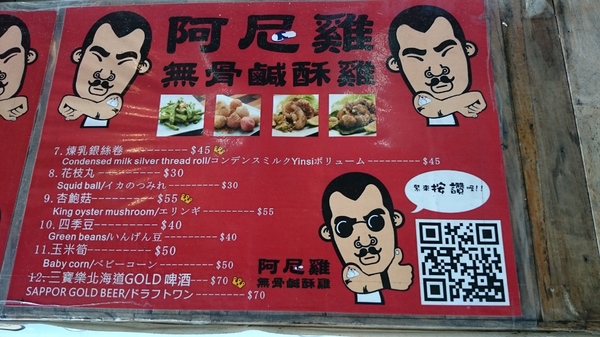 阿尼雞
無骨鹹酥雞
7. 煉乳銀絲卷 ---------- $45
Condensed milk silver thread roll/コンデンスミルクYinsiボリューム ---------- $45
8. 花枝丸 ---------- $30
Squid ball/イカのつみれ ---------- $30
9. 杏鮑菇 ---------- $55
King oyster mushroom/エリンギ ---------- $55
10. 四季豆 ---------- $40
Green beans/いんげん豆 ---------- $40
11. 玉米筍 ---------- $50
Baby corn/ベビーコーン ---------- $50
12. 三寶樂北海道GOLD 啤酒 --- $70
SAPPOR GOLD BEER/ドラフトワン -------- $70
按讚
阿尼雞
無骨鹹酥雞